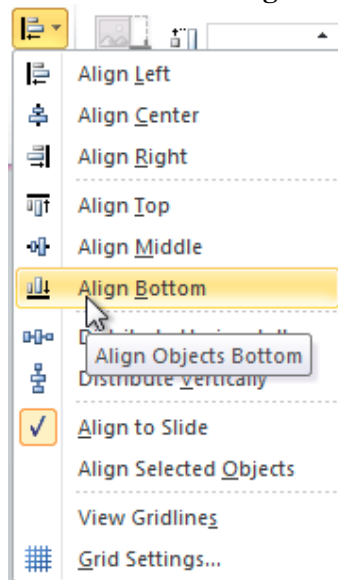 Align Left
Align Center
Align Right
Align Top
Align Middle
Align Bottom
Align Objects Bottom
Distribute Vertically
Align to Slide
Align Selected Objects
View Gridlines
Grid Settings...